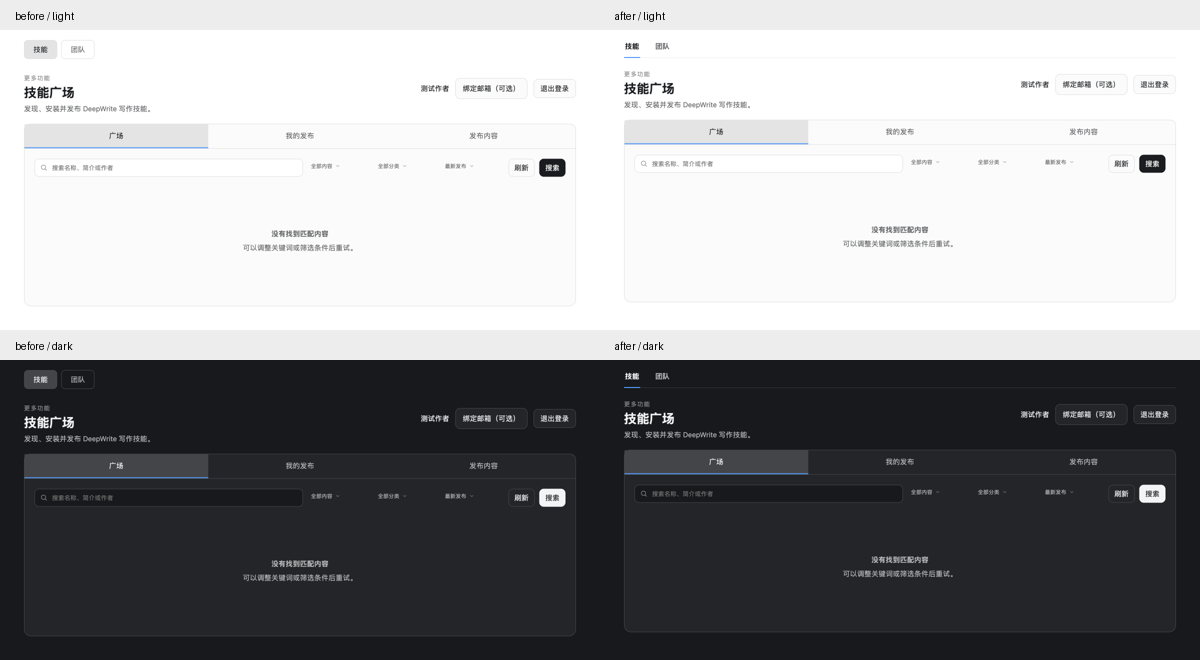 before / light
技能 团队
更多功能
技能广场
发现、安装并发布 DeepWrite 写作技能。
测试作者 绑定邮箱（可选） 退出登录
广场 我的发布 发布内容
搜索名称、简介或作者 全部内容 全部分类 最新发布 刷新 搜索
没有找到匹配内容
可以调整关键词或筛选条件后重试。
after / light
技能 团队
更多功能
技能广场
发现、安装并发布 DeepWrite 写作技能。
测试作者 绑定邮箱（可选） 退出登录
广场 我的发布 发布内容
搜索名称、简介或作者 全部内容 全部分类 最新发布 刷新 搜索
没有找到匹配内容
可以调整关键词或筛选条件后重试。
before / dark
技能 团队
更多功能
技能广场
发现、安装并发布 DeepWrite 写作技能。
测试作者 绑定邮箱（可选） 退出登录
广场 我的发布 发布内容
搜索名称、简介或作者 全部内容 全部分类 最新发布 刷新 搜索
没有找到匹配内容
可以调整关键词或筛选条件后重试。
after / dark
技能 团队
更多功能
技能广场
发现、安装并发布 DeepWrite 写作技能。
测试作者 绑定邮箱（可选） 退出登录
广场 我的发布 发布内容
搜索名称、简介或作者 全部内容 全部分类 最新发布 刷新 搜索
没有找到匹配内容
可以调整关键词或筛选条件后重试。